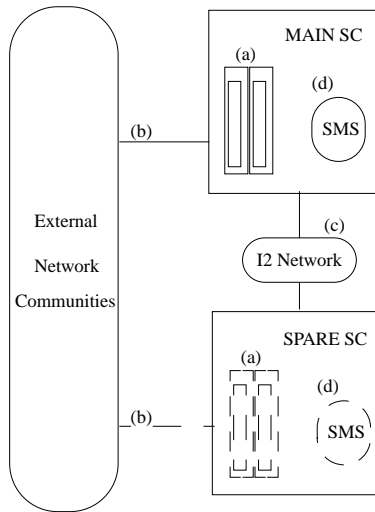 MAIN SC
(a)
(d)
SMS
(b)
External
Network
Communities
(c)
I2 Network
SPARE SC
(a)
(d)
(b)
SMS